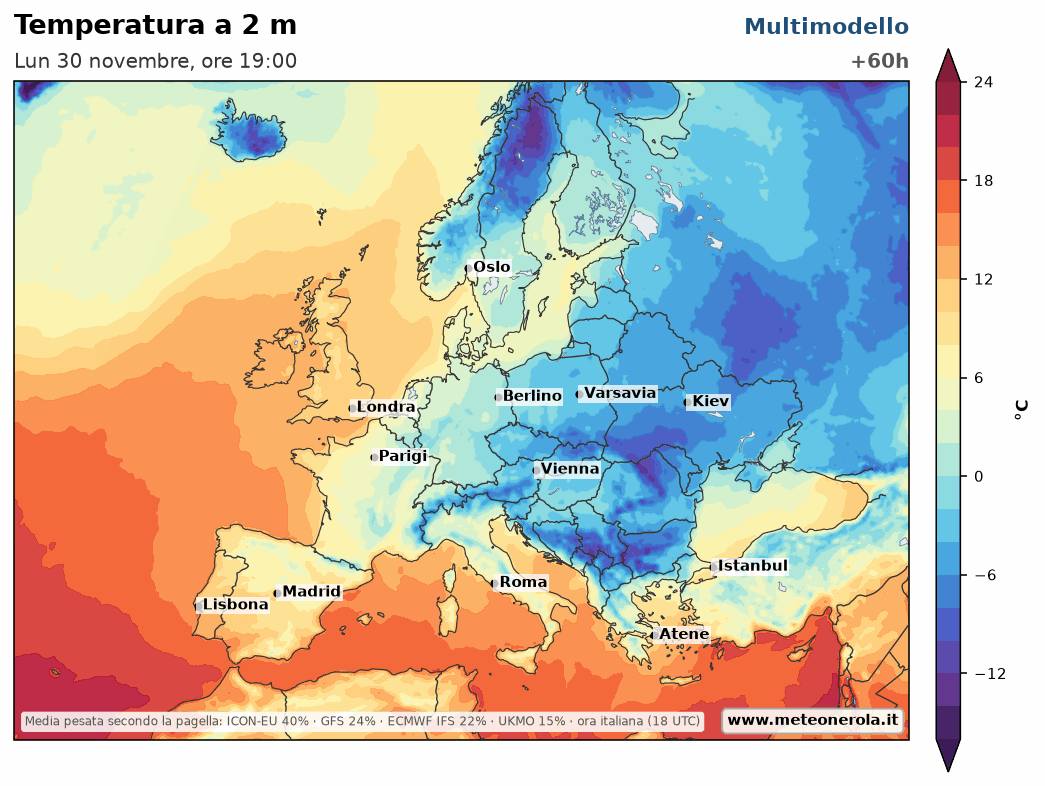 Temperatura a 2 m
Multimodello
Lun 30 novembre, ore 19:00
+60h
24
18
12
6
0
−6
−12
°C
Oslo
Londra
Berlino
Varsavia
Kiev
Parigi
Vienna
Istanbul
Roma
Madrid
Lisbona
Atene
Media pesata secondo la pagella: ICON-EU 40% · GFS 24% · ECMWF IFS 22% · UKMO 15% · ora italiana (18 UTC)
www.meteonerola.it